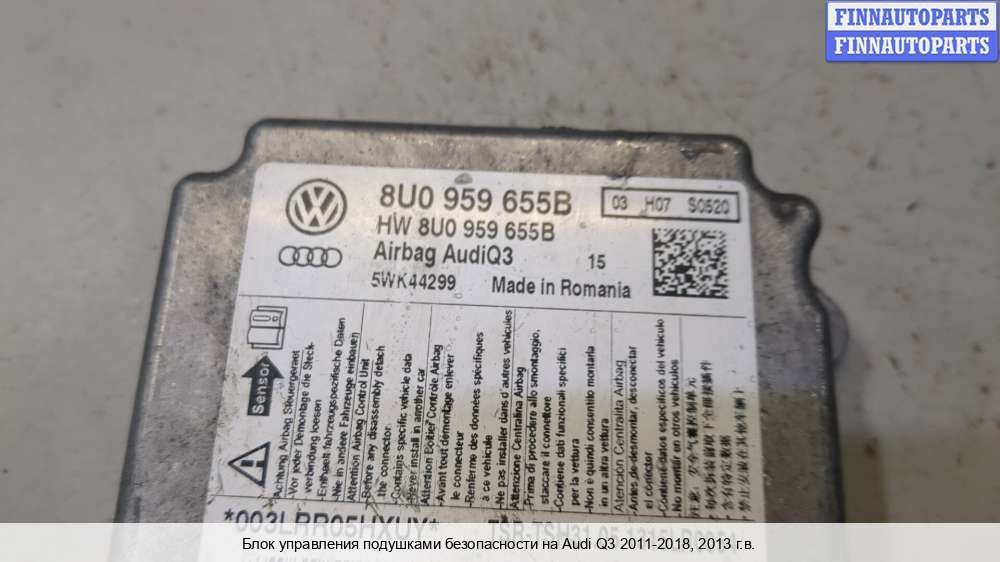 FINNAUTOPARTS
FINNAUTOPARTS
8U0 959 655B
03 H07 S0520
HW 8U0 959 655B
Airbag AudiQ3
15
5WK44299
Made in Romania
Sensor
Achtung Airbag Steuergerant
-Vor jeder Demontage die Steck-
verbindung loesen
-Enthaelt fahrzeugspezifische Daten
-Nie in andere Fahrzeuge einbauen
Attention Airbag Control Unit
-Before any disassembly detach
the connector
-Contains specific vehicle data
-Never install in another car
Attention Boitier Contrôle Airbag
-Avant tout démontage enlever
le connecteur
-Renferme des données spécifiques
à ce véhicule
-Ne pas installer dans d'autres véhicules
Attenzione Centralina Airbag
-Prima di procedere allo smontaggio,
staccare il connettore
-Contiene dati funzionali specifici
per la vettura
-Non è quindi consentito montarla
in un altra vettura
Atención Centralita Airbag
-Antes de desmontar, desconectar
el conector
-Contiene datos específicos del vehículo
-No montar en otros vehículos
*003LRR05HXUY*
Блок управления подушками безопасности на Audi Q3 2011-2018, 2013 г.в.